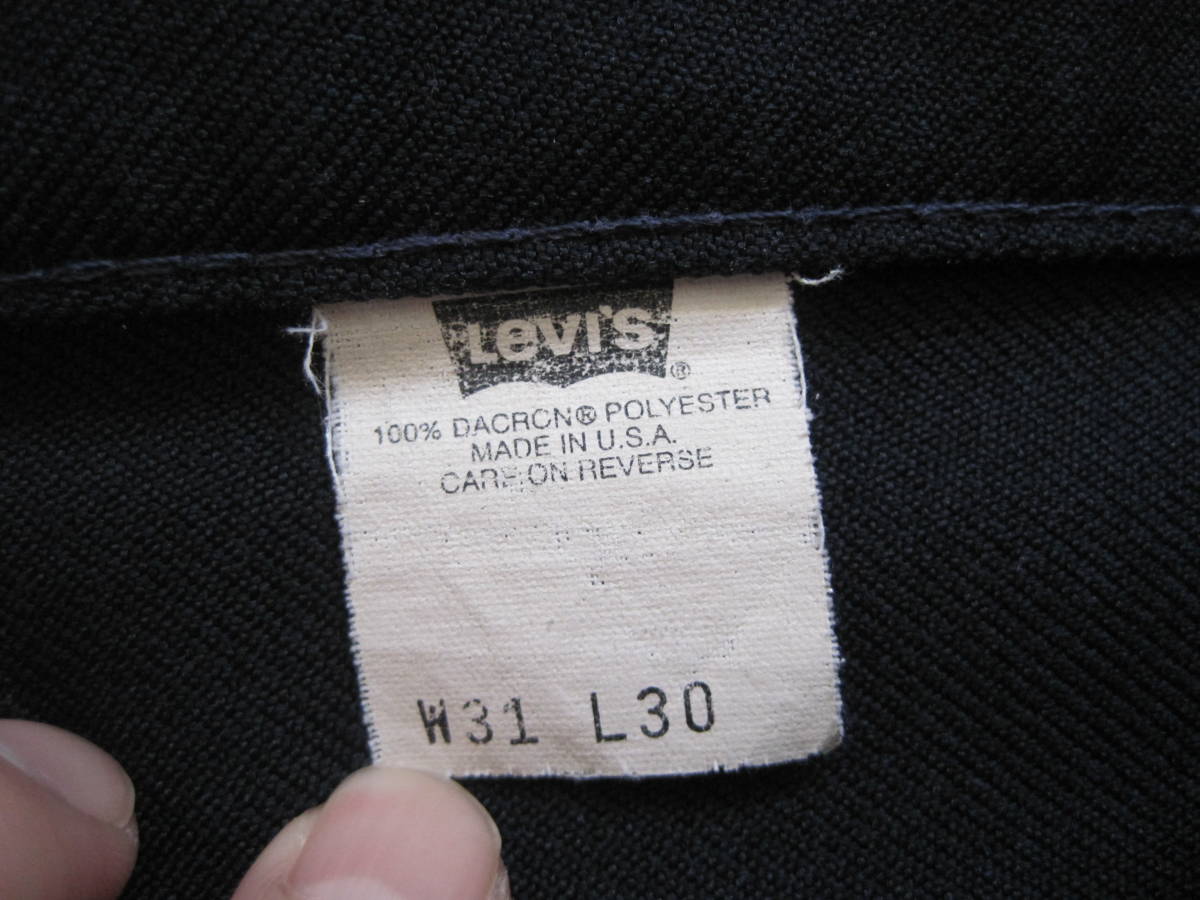 Levi's®
100% DACRON® POLYESTER
MADE IN U.S.A.
CARE ON REVERSE
W31 L30